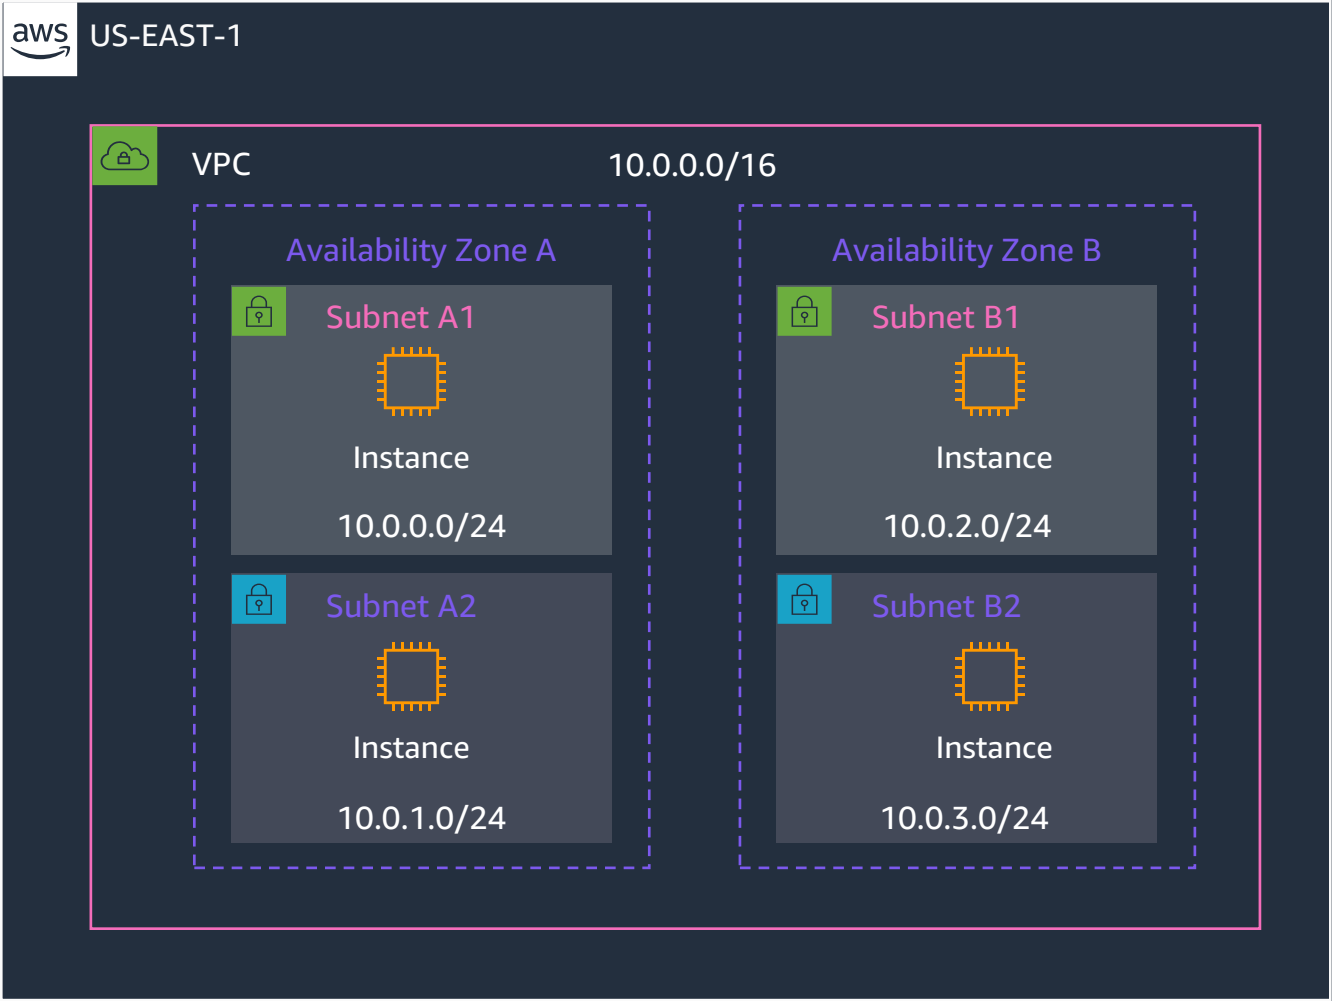 aws
US-EAST-1
VPC
10.0.0.0/16
Availability Zone A
Subnet A1
Instance
10.0.0.0/24
Subnet A2
Instance
10.0.1.0/24
Availability Zone B
Subnet B1
Instance
10.0.2.0/24
Subnet B2
Instance
10.0.3.0/24